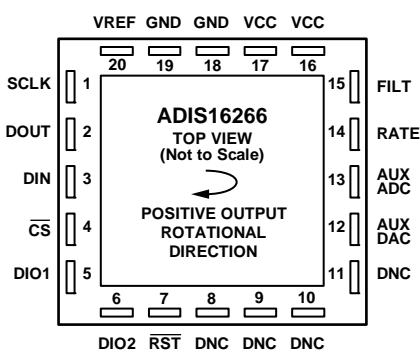 VREF GND GND VCC VCC
20 19 18 17 16
SCLK 1
DOUT 2
DIN 3
C̅S̅ 4
DIO1 5
ADIS16266
TOP VIEW
(Not to Scale)
POSITIVE OUTPUT
ROTATIONAL
DIRECTION
15 FILT
14 RATE
13 AUX
ADC
12 AUX
DAC
11 DNC
6 7 8 9 10
DIO2 R̅S̅T̅ DNC DNC DNC